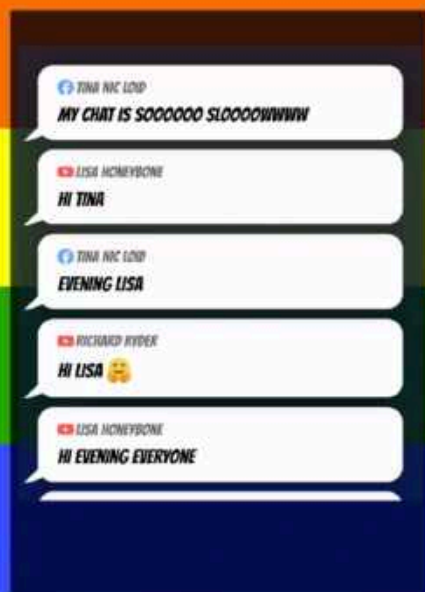 TINA NIC LOID
MY CHAT IS SOOOOOO SLOOOOWWWW
LISA HONEYBONE
HI TINA
TINA NIC LOID
EVENING LISA
RICHARD RYDER
HI LISA 🤗
LISA HONEYBONE
HI EVENING EVERYONE